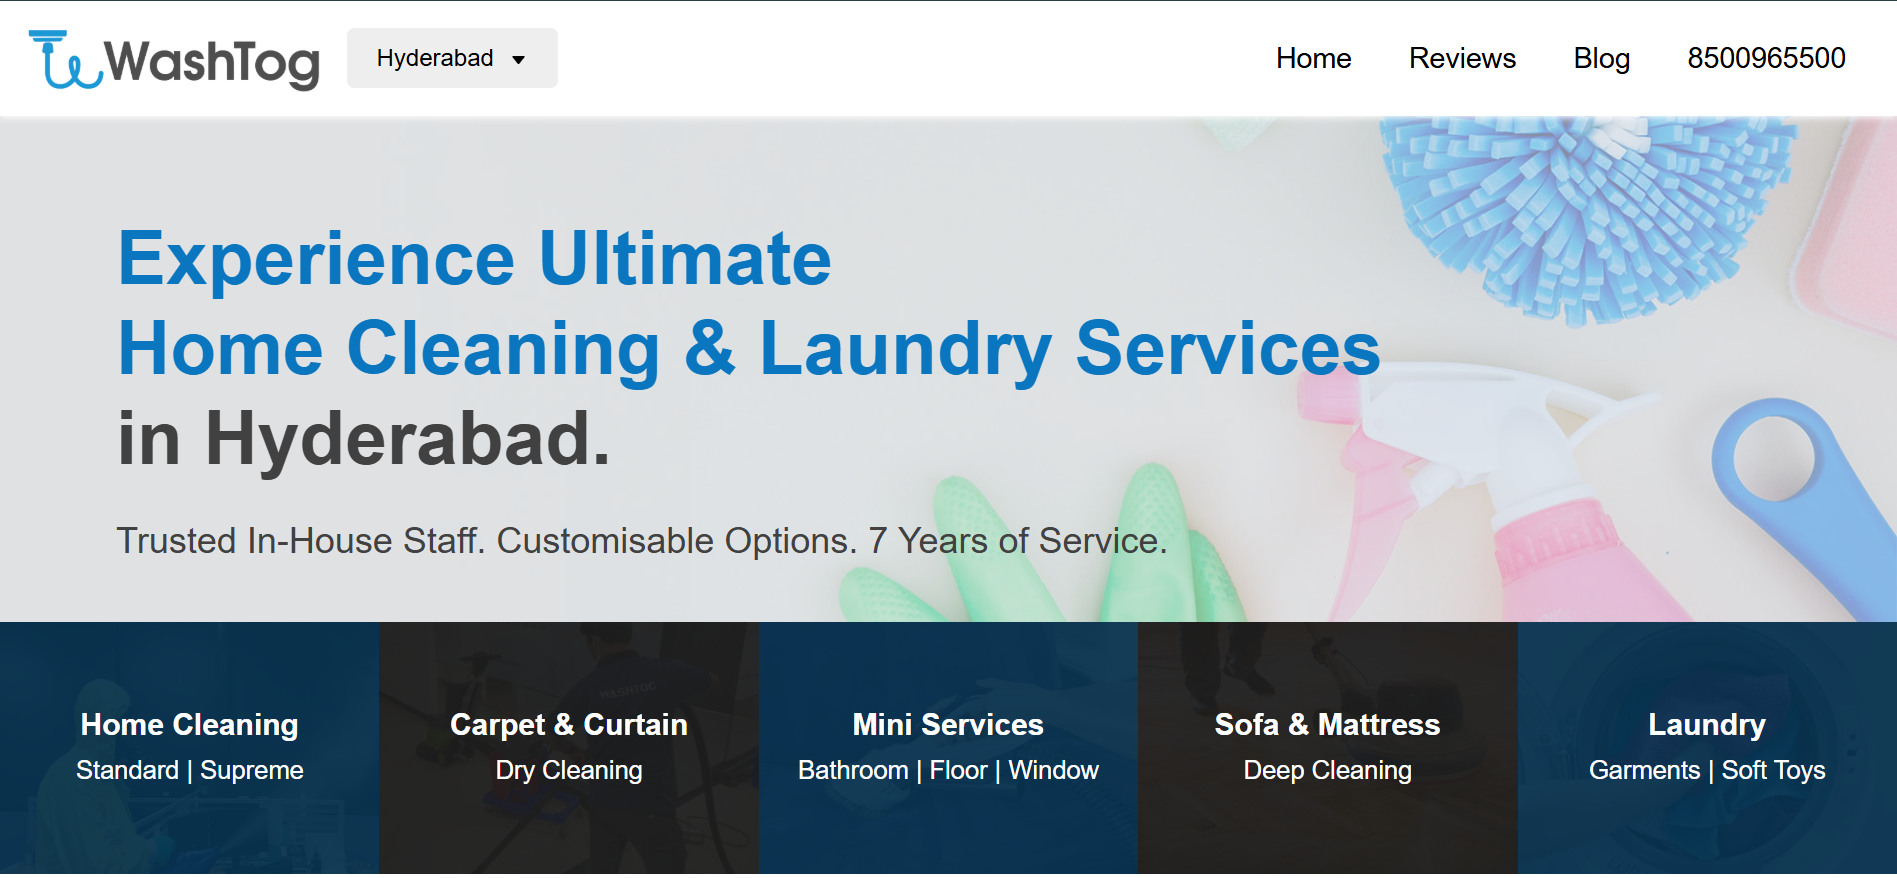 WashTog
Hyderabad
Home Reviews Blog 8500965500
Experience Ultimate
Home Cleaning & Laundry Services
in Hyderabad.
Trusted In-House Staff. Customisable Options. 7 Years of Service.
Home Cleaning
Standard | Supreme
WASHTOG
Carpet & Curtain
Dry Cleaning
Mini Services
Bathroom | Floor | Window
Sofa & Mattress
Deep Cleaning
Laundry
Garments | Soft Toys